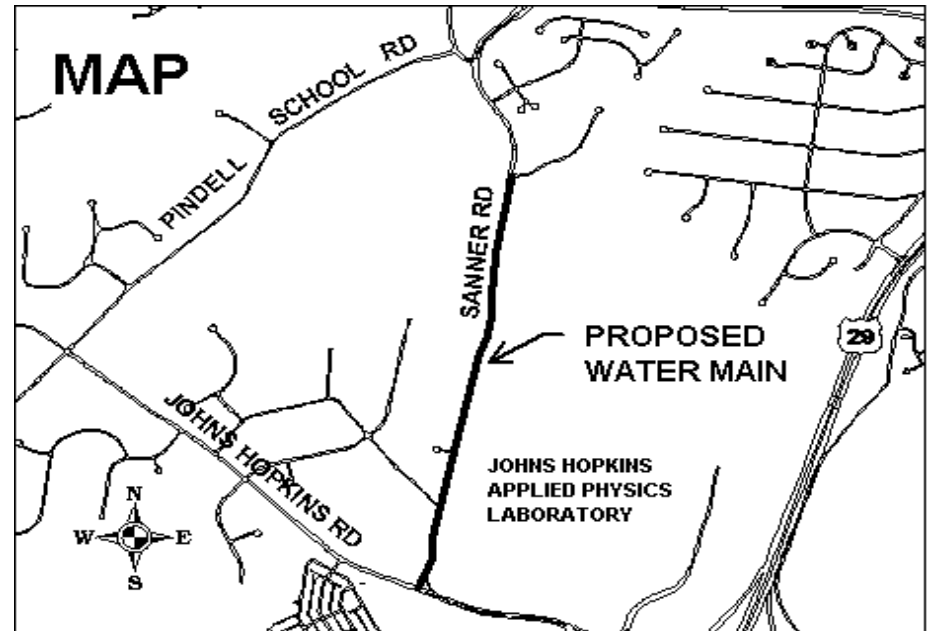 MAP
PINDELL SCHOOL RD
SANNER RD
PROPOSED
WATER MAIN
29
JOHNS HOPKINS RD
JOHNS HOPKINS
APPLIED PHYSICS
LABORATORY
N
W E
S